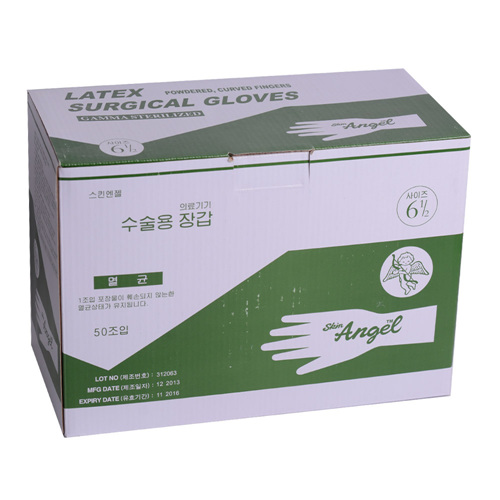 LATEX
POWDERED, CURVED FINGERS
SURGICAL GLOVES
GAMMA STERILIZED
사이즈
6 1/2
Skin Angel
스킨엔젤
의료기기
수술용 장갑
사이즈
6 1/2
멸 균
1조입 포장물이 훼손되지 않는한
멸균상태가 유지됩니다.
50조입
Skin Angel™
LOT NO (제조번호) : 312063
MFG DATE (제조일자) : 12 2013
EXPIRY DATE (유효기간) : 11 2016